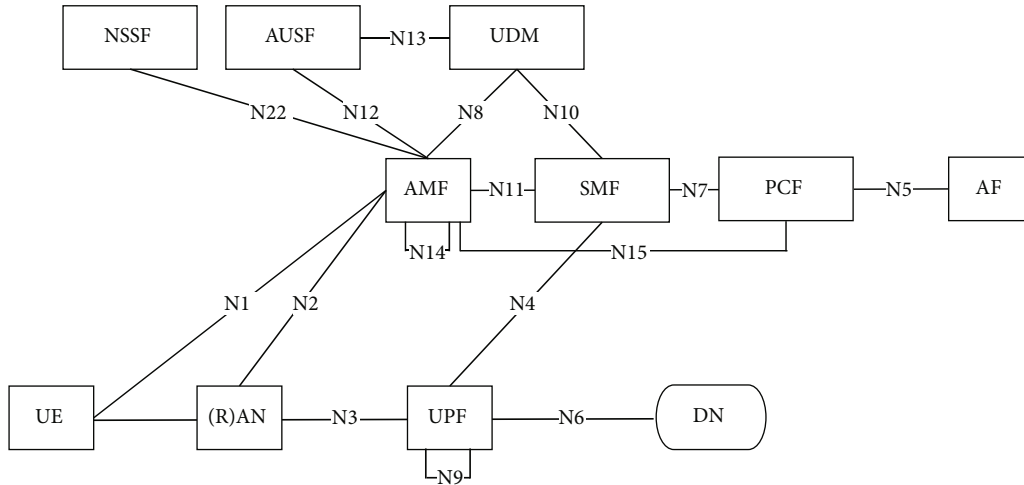 NSSF
AUSF
N13
UDM
N22
N12
N8
N10
AMF
N11
SMF
N7
PCF
N5
AF
N14
N15
N1
N2
N4
UE
(R)AN
N3
UPF
N6
DN
N9